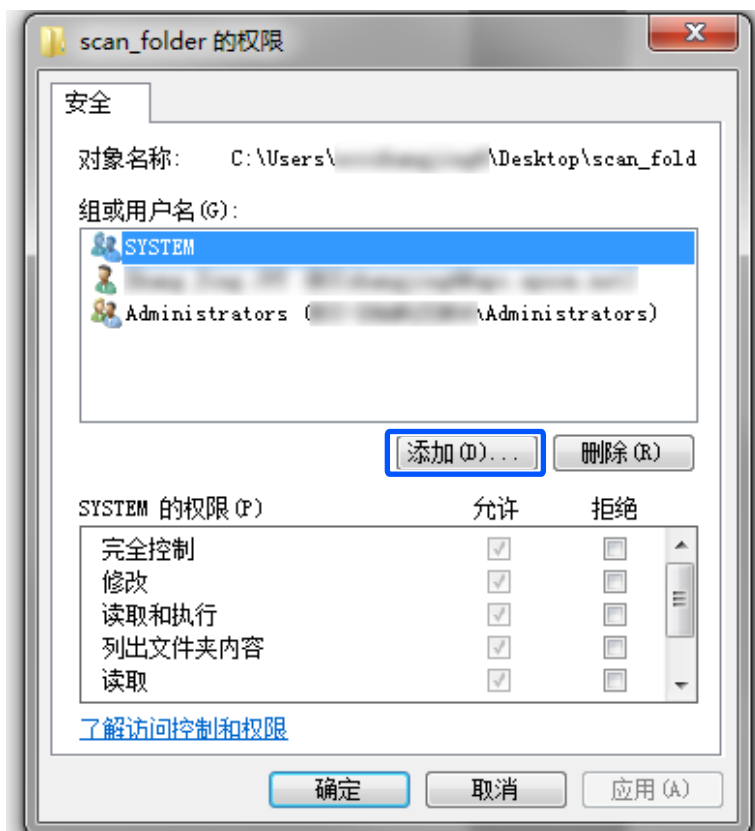 scan_folder 的权限
安全
对象名称: C:\Users\ \Desktop\scan_fold
组或用户名(G):
SYSTEM
Administrators ( \Administrators)
添加(D)... 删除(R)
SYSTEM 的权限(P) 允许 拒绝
完全控制
修改
读取和执行
列出文件夹内容
读取
了解访问控制和权限
确定 取消 应用(A)